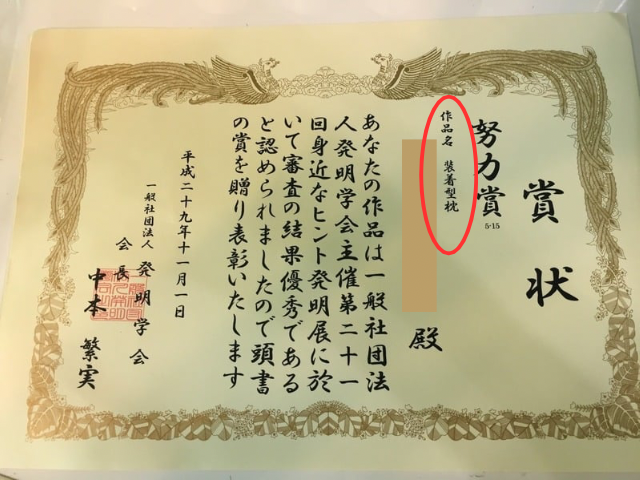 賞状
努力賞
5-15
作品名 装着型枕
殿
あなたの作品は一般社団法
人発明学会主催第二十一
回身近なヒント発明展に於
いて審査の結果優秀である
と認められましたので頭書
の賞を贈り表彰いたします
平成二十九年十一月一日
一般社団法人 発明学会
会長 中本 繁実